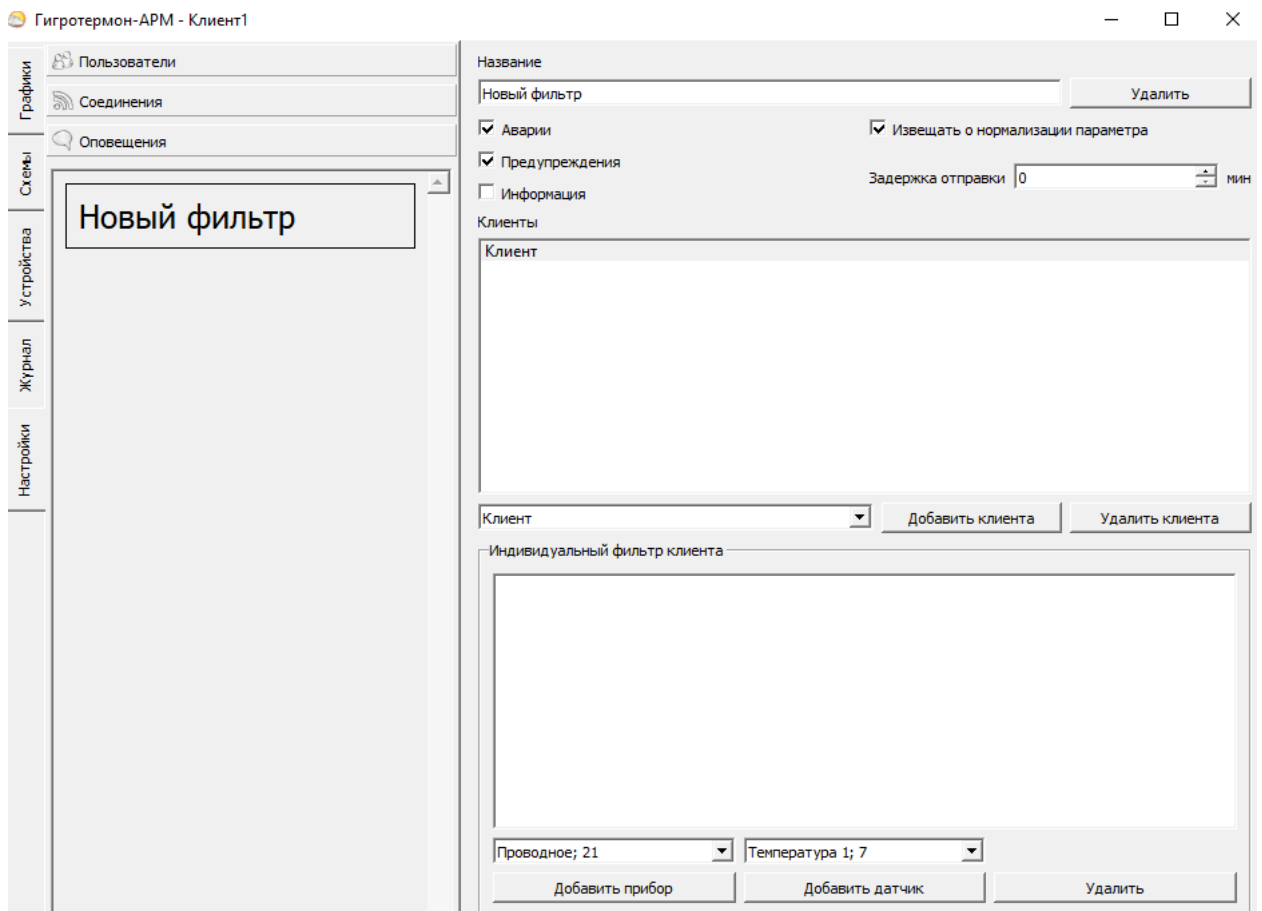 Гигротермон-АРМ - Клиент1
Графики
Схемы
Устройства
Журнал
Настройки
Пользователи
Соединения
Оповещения
Новый фильтр
Название
Новый фильтр
Удалить
Аварии
Извещать о нормализации параметра
Предупреждения
Задержка отправки 0 мин
Информация
Клиенты
Клиент
Клиент
Добавить клиента
Удалить клиента
Индивидуальный фильтр клиента
Проводное; 21
Температура 1; 7
Добавить прибор
Добавить датчик
Удалить